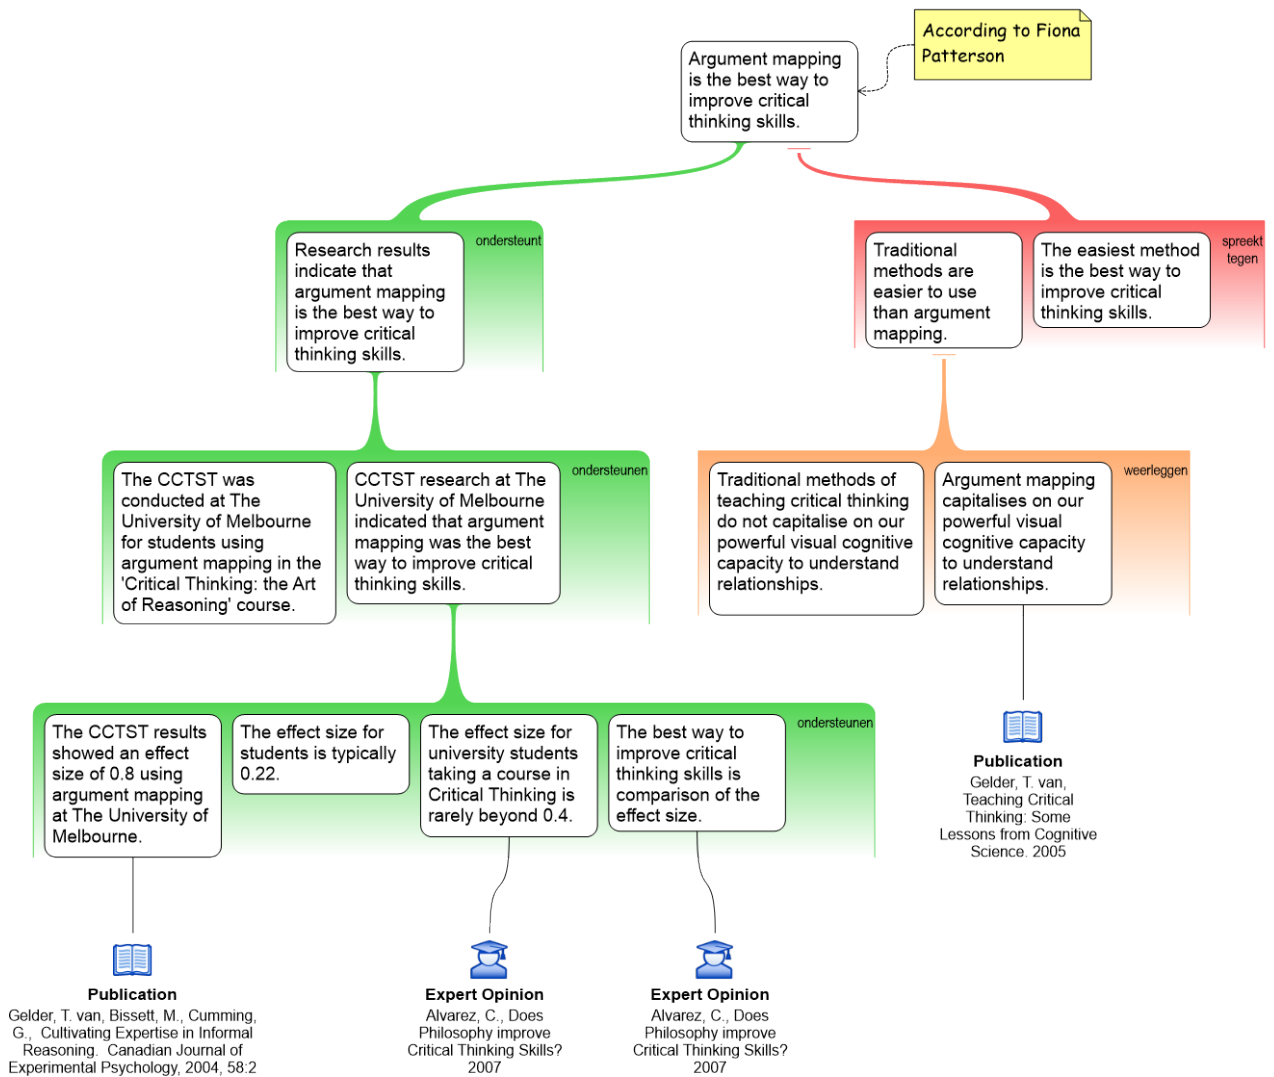 According to Fiona
Patterson
Argument mapping
is the best way to
improve critical
thinking skills.
ondersteunt
Research results
indicate that
argument mapping
is the best way to
improve critical
thinking skills.
spreekt
tegen
Traditional
methods are
easier to use
than argument
mapping.
The easiest method
is the best way to
improve critical
thinking skills.
ondersteunen
The CCTST was
conducted at The
University of Melbourne
for students using
argument mapping in the
'Critical Thinking: the Art
of Reasoning' course.
CCTST research at The
University of Melbourne
indicated that argument
mapping was the best
way to improve critical
thinking skills.
weerleggen
Traditional methods of
teaching critical thinking
do not capitalise on our
powerful visual cognitive
capacity to understand
relationships.
Argument mapping
capitalises on our
powerful visual
cognitive capacity
to understand
relationships.
ondersteunen
The CCTST results
showed an effect
size of 0.8 using
argument mapping
at The University of
Melbourne.
The effect size for
students is typically
0.22.
The effect size for
university students
taking a course in
Critical Thinking is
rarely beyond 0.4.
The best way to
improve critical
thinking skills is
comparison of the
effect size.
Publication
Gelder, T. van,
Teaching Critical
Thinking: Some
Lessons from Cognitive
Science. 2005
Publication
Gelder, T. van, Bissett, M., Cumming,
G., Cultivating Expertise in Informal
Reasoning. Canadian Journal of
Experimental Psychology, 2004, 58:2
Expert Opinion
Alvarez, C., Does
Philosophy improve
Critical Thinking Skills?
2007
Expert Opinion
Alvarez, C., Does
Philosophy improve
Critical Thinking Skills?
2007